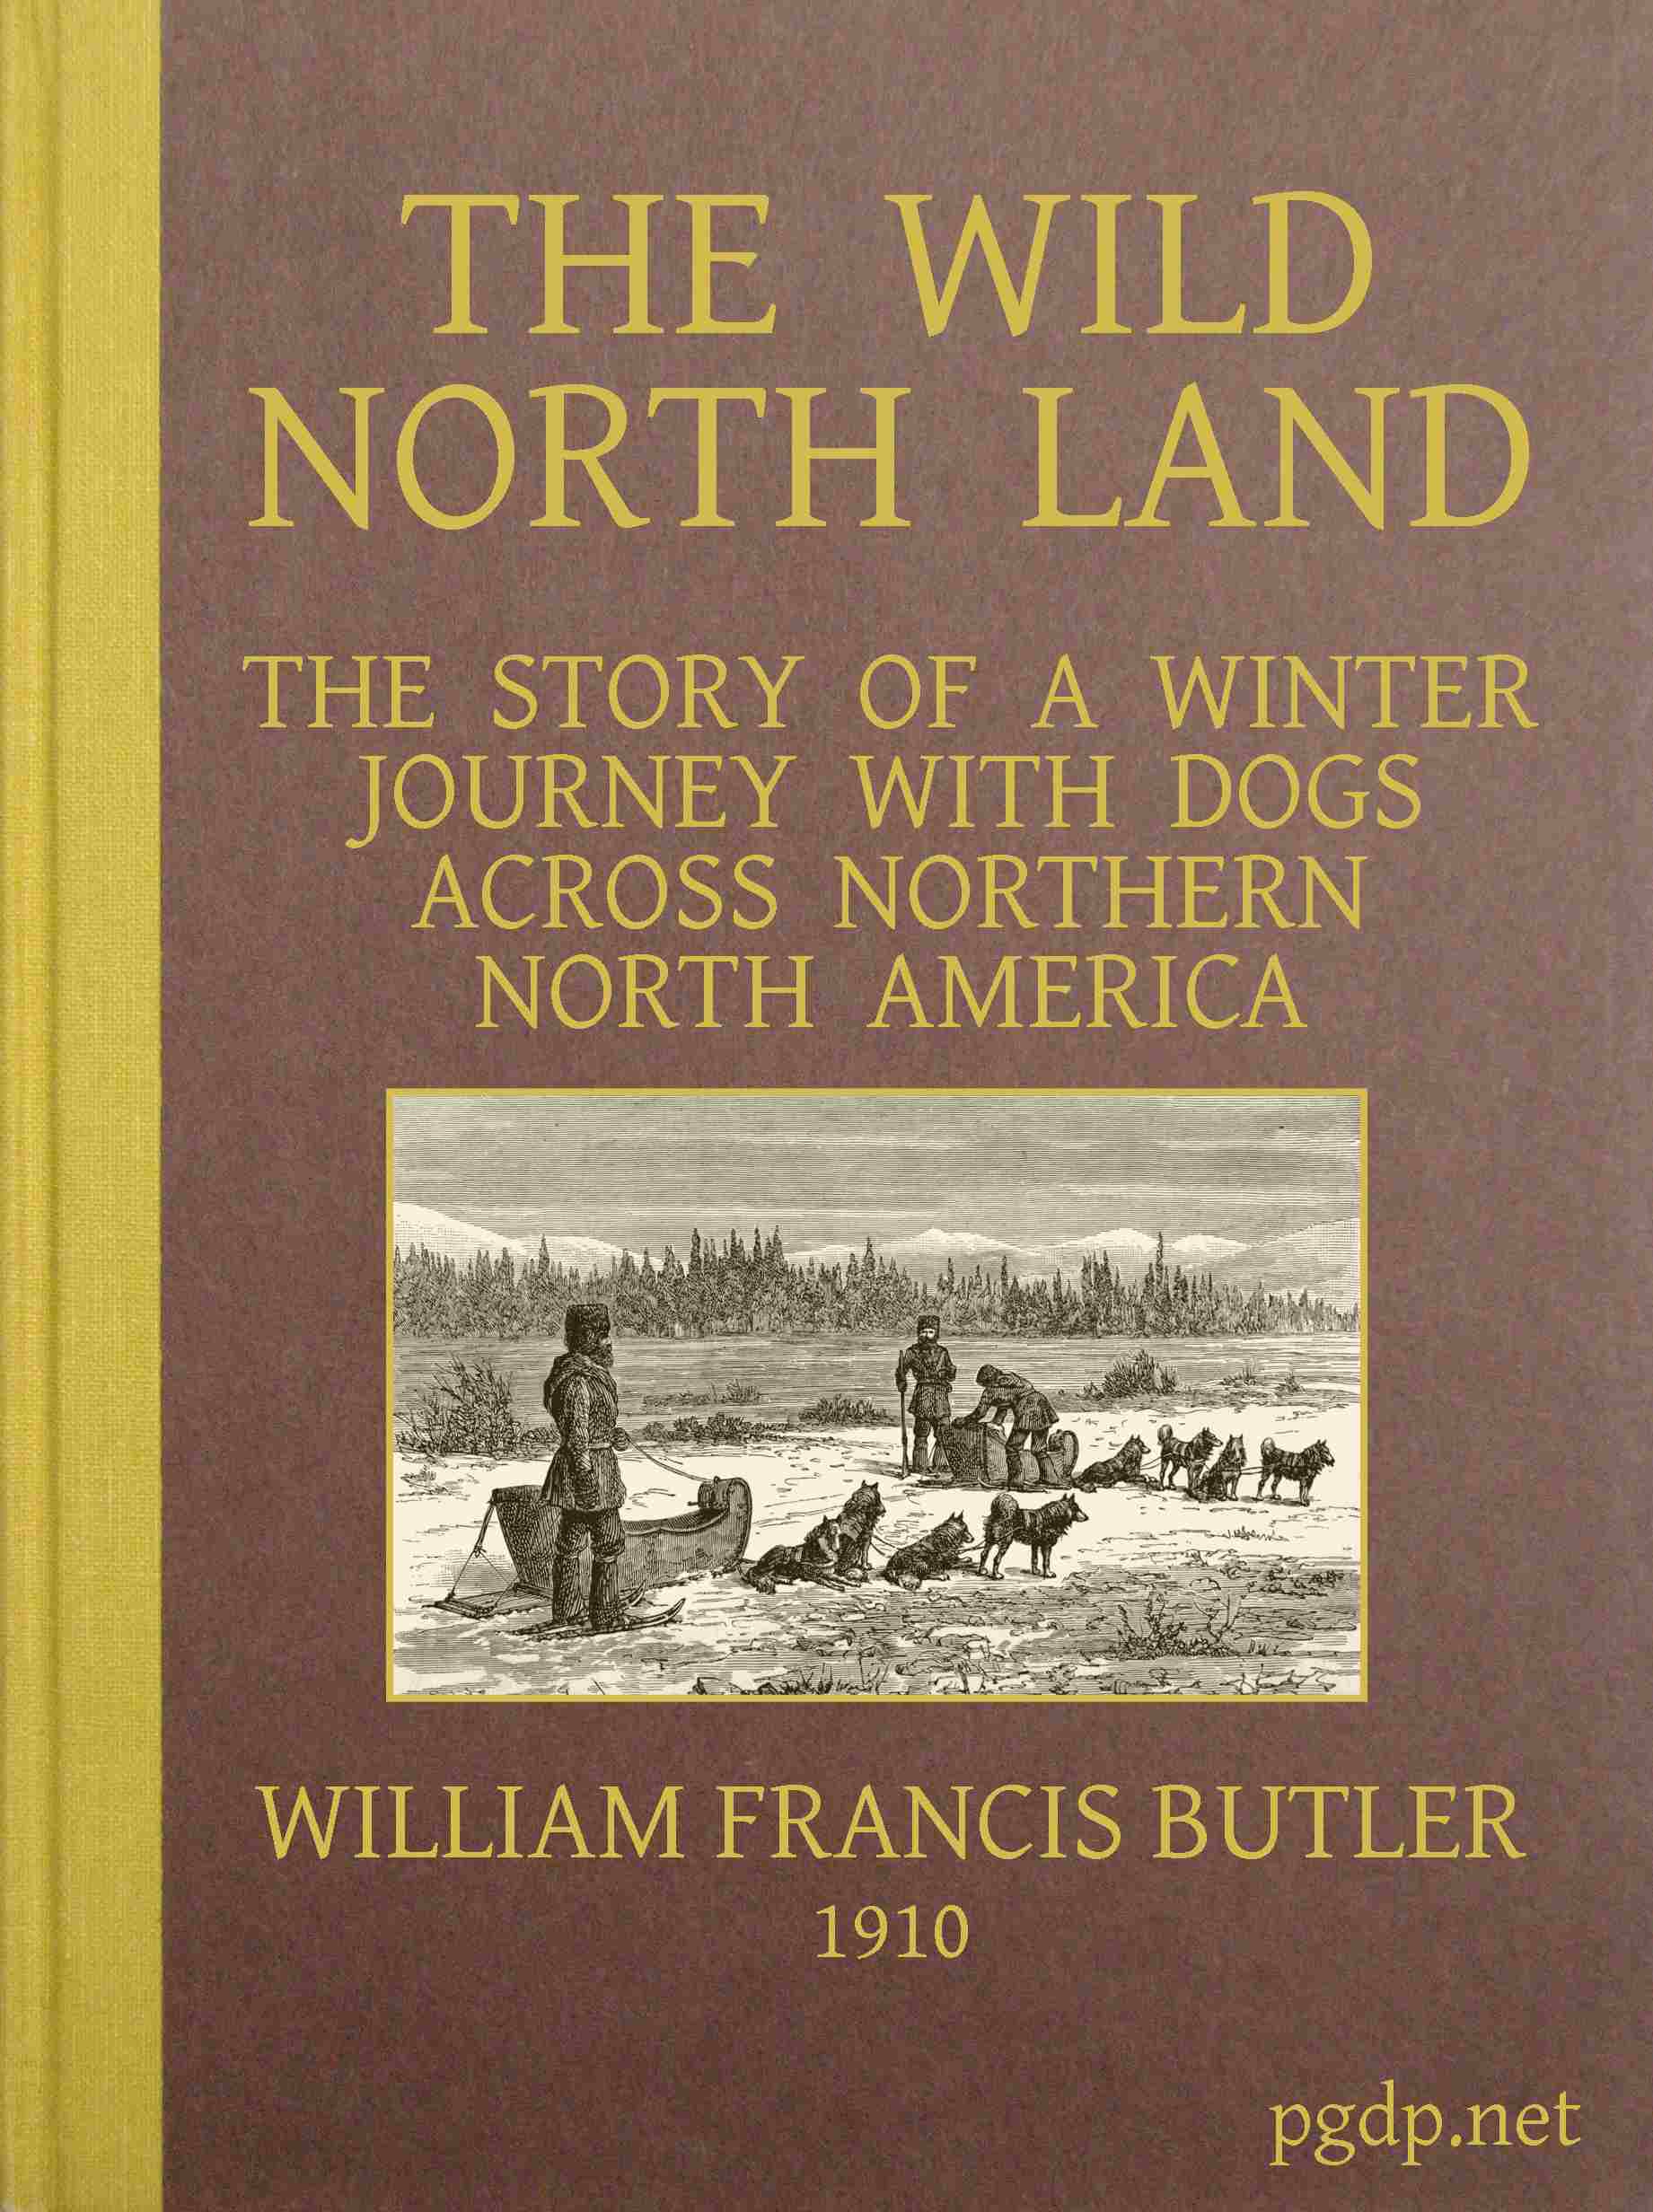 THE WILD
NORTH LAND
THE STORY OF A WINTER
JOURNEY WITH DOGS
ACROSS NORTHERN
NORTH AMERICA
WILLIAM FRANCIS BUTLER
1910
pgdp.net